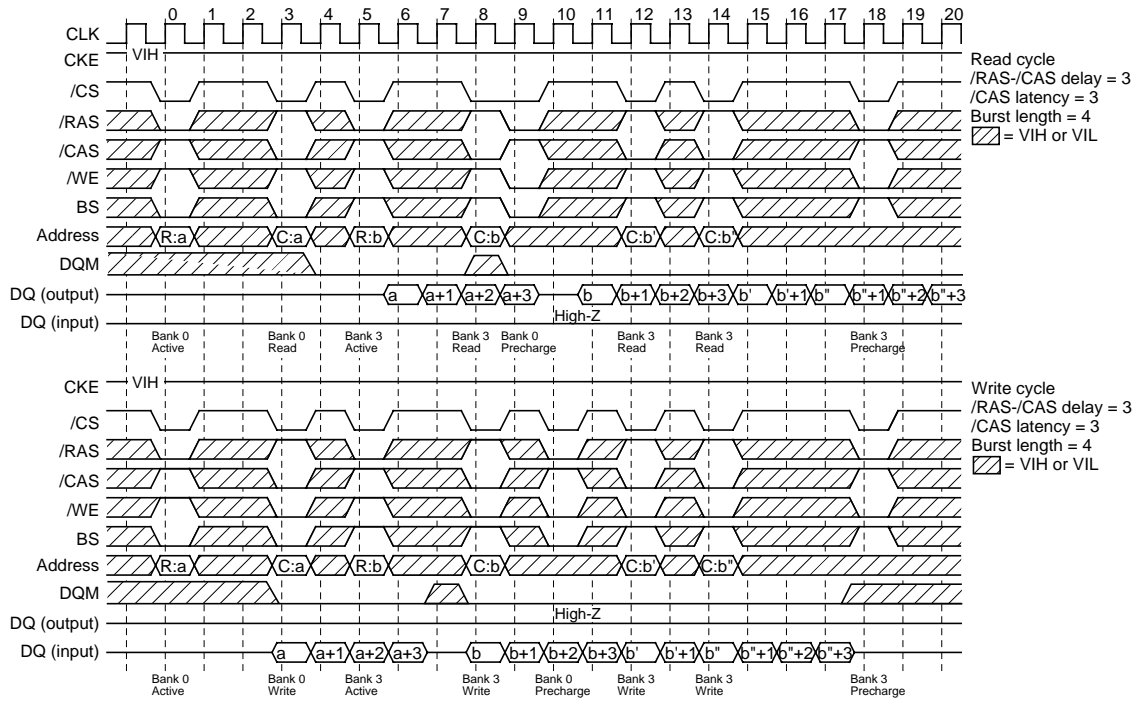 0 1 2 3 4 5 6 7 8 9 10 11 12 13 14 15 16 17 18 19 20
CLK
CKE VIH
/CS
/RAS
/CAS
/WE
BS
Address R:a C:a R:b C:b C:b' C:b"
DQM
DQ (output) a a+1 a+2 a+3 b b+1 b+2 b+3 b' b'+1 b" b"+1 b"+2 b"+3
High-Z
DQ (input)
Bank 0 Bank 0 Bank 3 Bank 3 Bank 0 Bank 3 Bank 3 Bank 3
Active Read Active Read Precharge Read Read Precharge
Read cycle
/RAS-/CAS delay = 3
/CAS latency = 3
Burst length = 4
= VIH or VIL
CKE VIH
/CS
/RAS
/CAS
/WE
BS
Address R:a C:a R:b C:b C:b' C:b"
DQM
High-Z
DQ (output)
DQ (input) a a+1 a+2 a+3 b b+1 b+2 b+3 b' b'+1 b" b"+1 b"+2 b"+3
Bank 0 Bank 0 Bank 3 Bank 3 Bank 0 Bank 3 Bank 3 Bank 3
Active Write Active Write Precharge Write Write Precharge
Write cycle
/RAS-/CAS delay = 3
/CAS latency = 3
Burst length = 4
= VIH or VIL